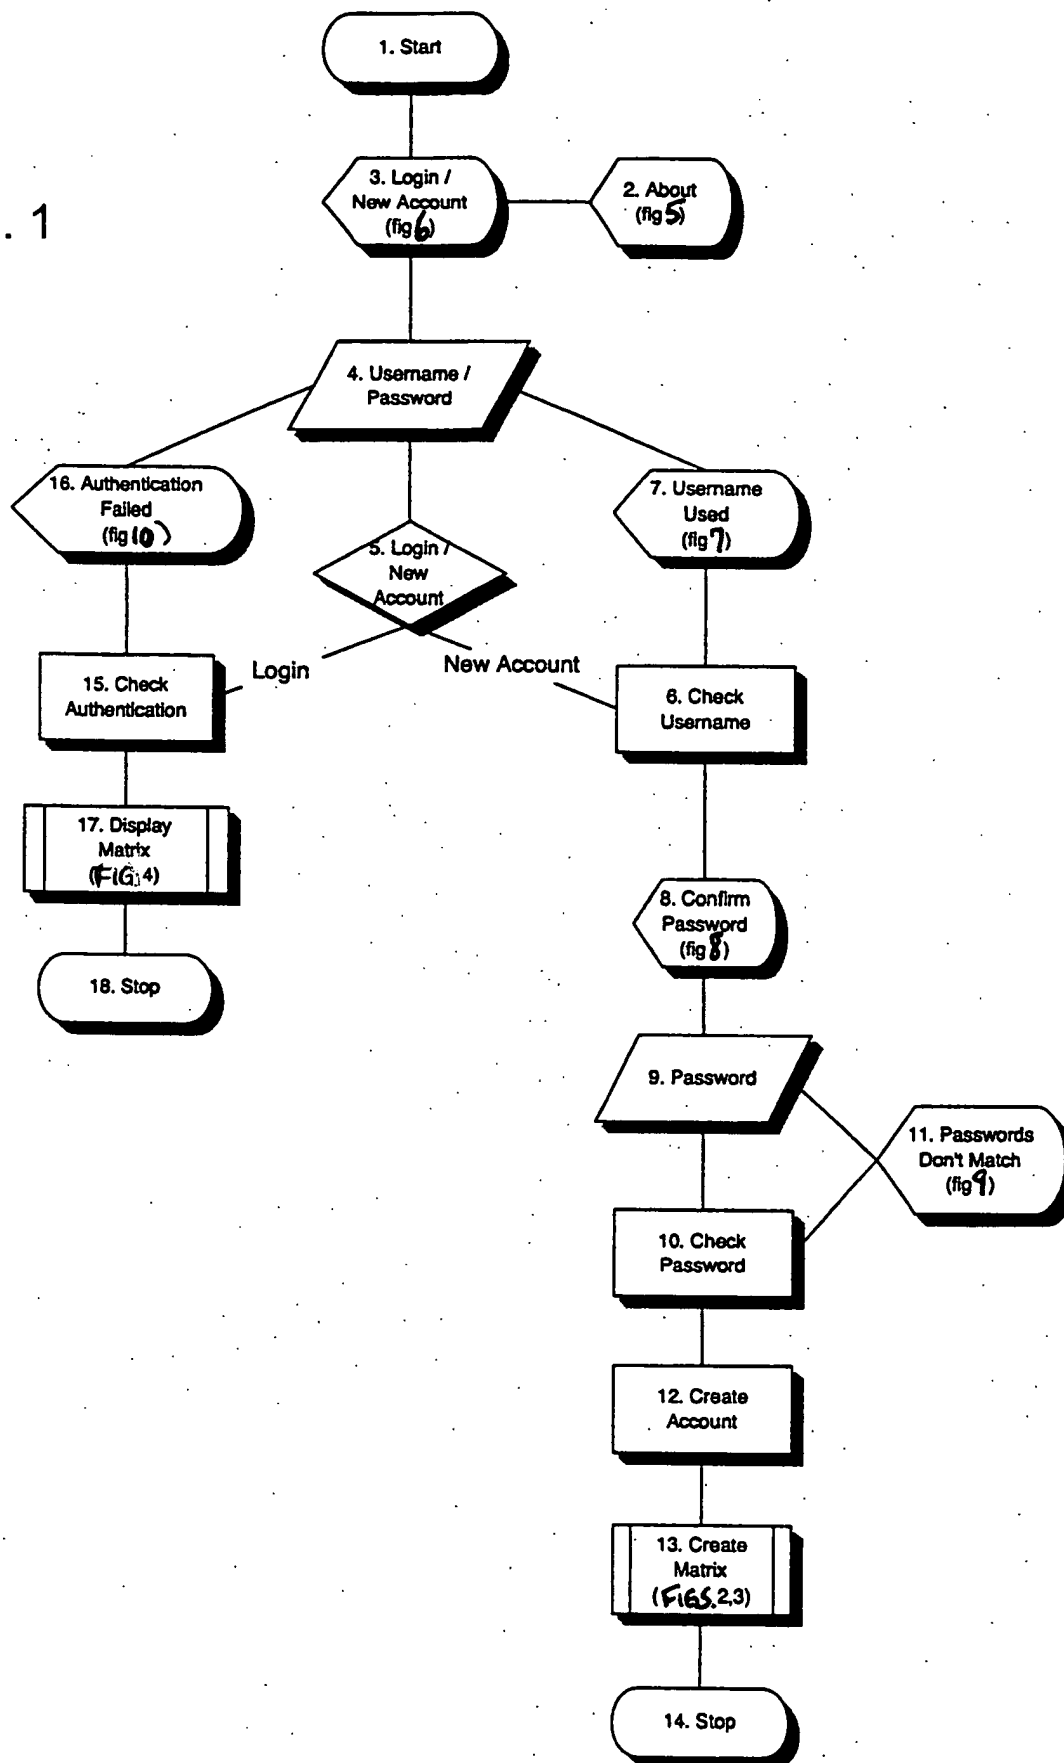 1. Start
3. Login /
New Account
(fig 6)
2. About
(fig 5)
. 1
4. Username /
Password
16. Authentication
Failed
(fig 10)
5. Login /
New
Account
7. Username
Used
(fig 7)
Login
New Account
15. Check
Authentication
6. Check
Username
17. Display
Matrix
(FIG. 4)
8. Confirm
Password
(fig 8)
18. Stop
9. Password
11. Passwords
Don't Match
(fig 9)
10. Check
Password
12. Create
Account
13. Create
Matrix
(FIGS. 2,3)
14. Stop